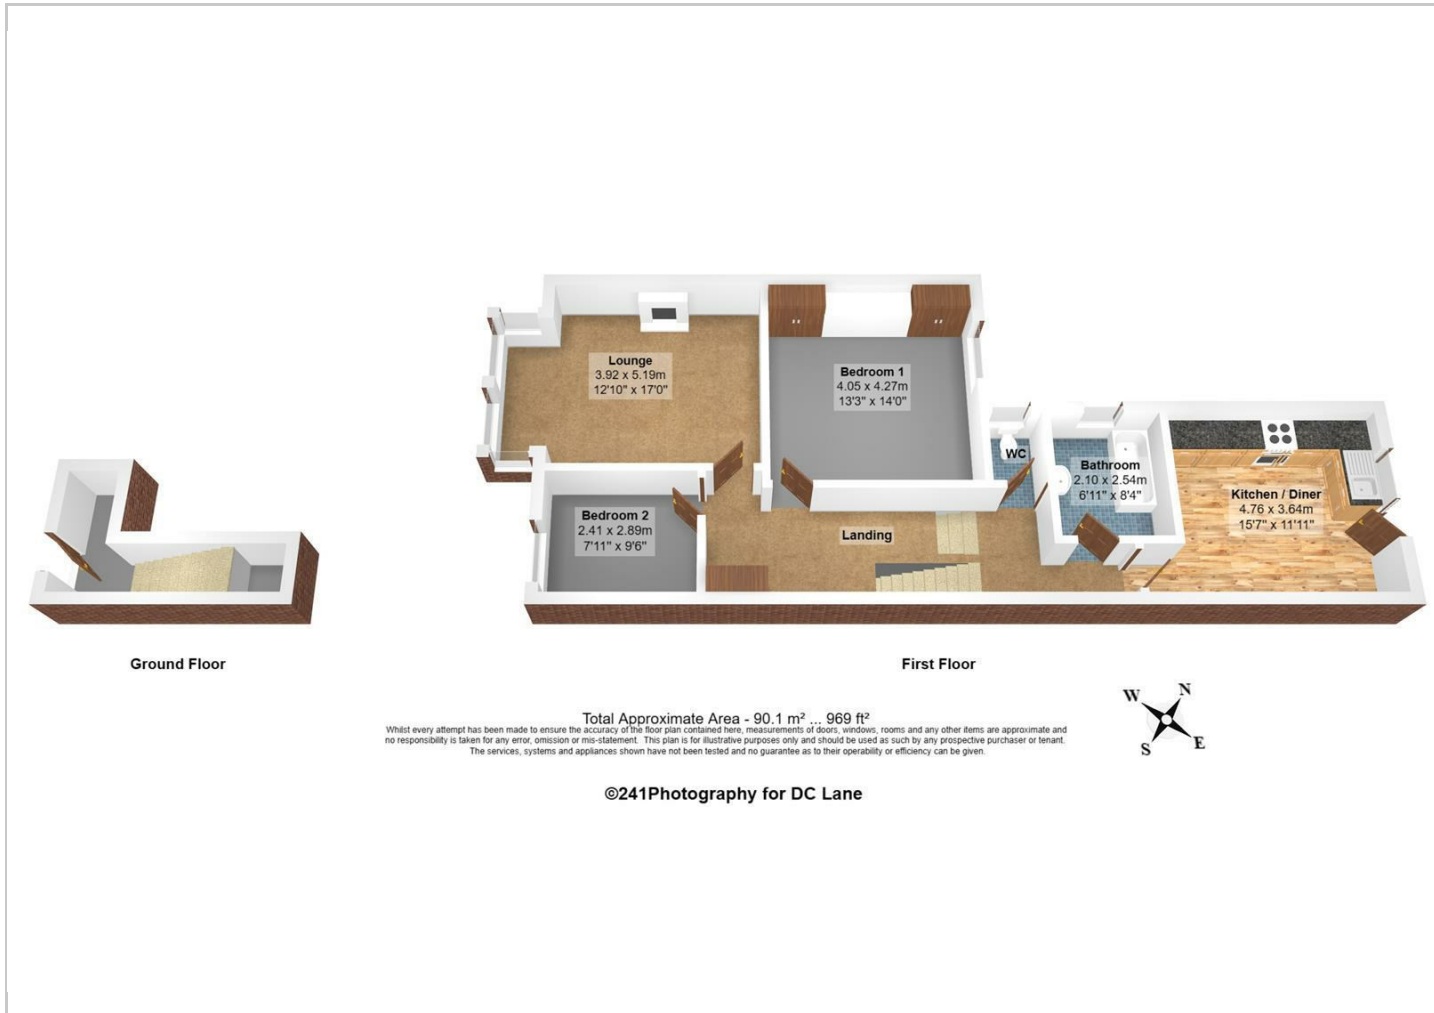 Lounge
3.92 x 5.19m
12'10" x 17'0"
Bedroom 1
4.05 x 4.27m
13'3" x 14'0"
WC
Bathroom
2.10 x 2.54m
6'11" x 8'4"
Kitchen / Diner
4.76 x 3.64m
15'7" x 11'11"
Bedroom 2
2.41 x 2.89m
7'11" x 9'6"
Landing
Ground Floor
First Floor
W N
S E
Total Approximate Area - 90.1 m² ... 969 ft²
Whilst every attempt has been made to ensure the accuracy of the floor plan contained here, measurements of doors, windows, rooms and any other items are approximate and
no responsibility is taken for any error, omission or mis-statement. This plan is for illustrative purposes only and should be used as such by any prospective purchaser or tenant.
The services, systems and appliances shown have not been tested and no guarantee as to their operability or efficiency can be given.
©241Photography for DC Lane